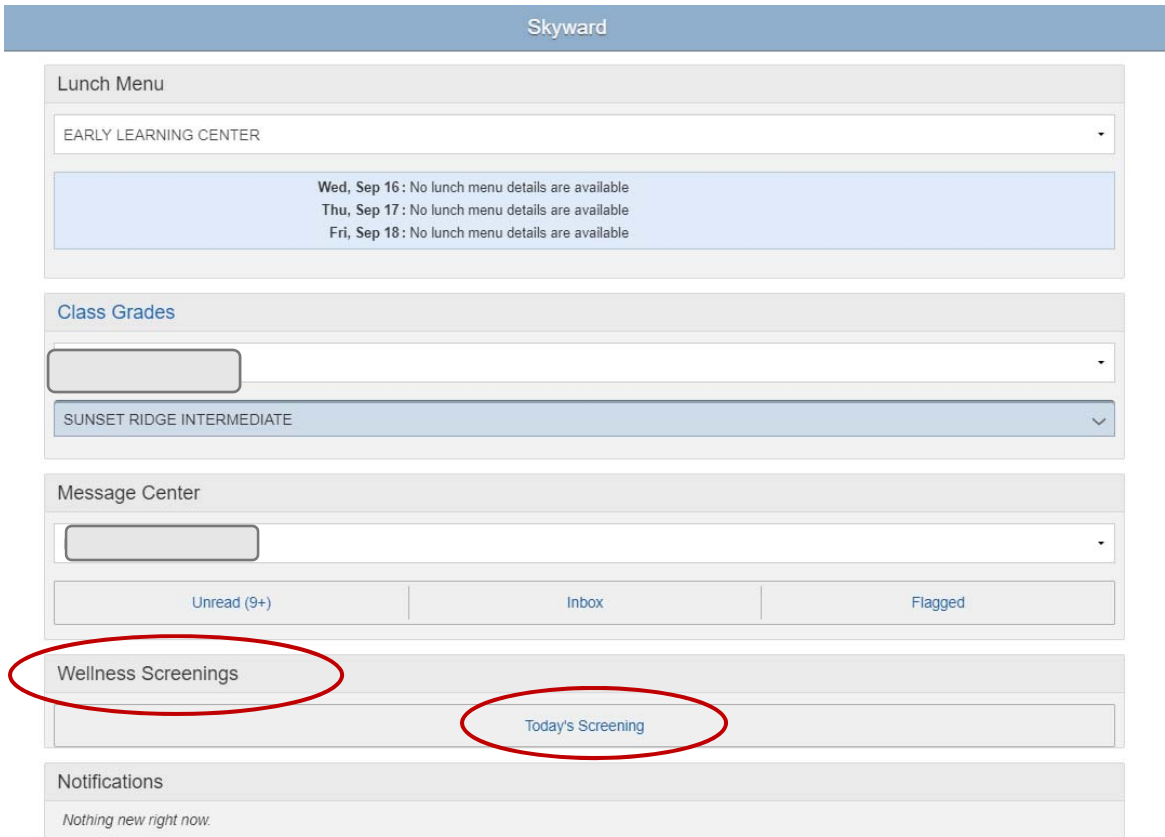 Skyward
Lunch Menu
EARLY LEARNING CENTER
Wed, Sep 16: No lunch menu details are available
Thu, Sep 17: No lunch menu details are available
Fri, Sep 18: No lunch menu details are available
Class Grades
SUNSET RIDGE INTERMEDIATE
Message Center
Unread (9+) Inbox Flagged
Wellness Screenings
Today's Screening
Notifications
Nothing new right now.